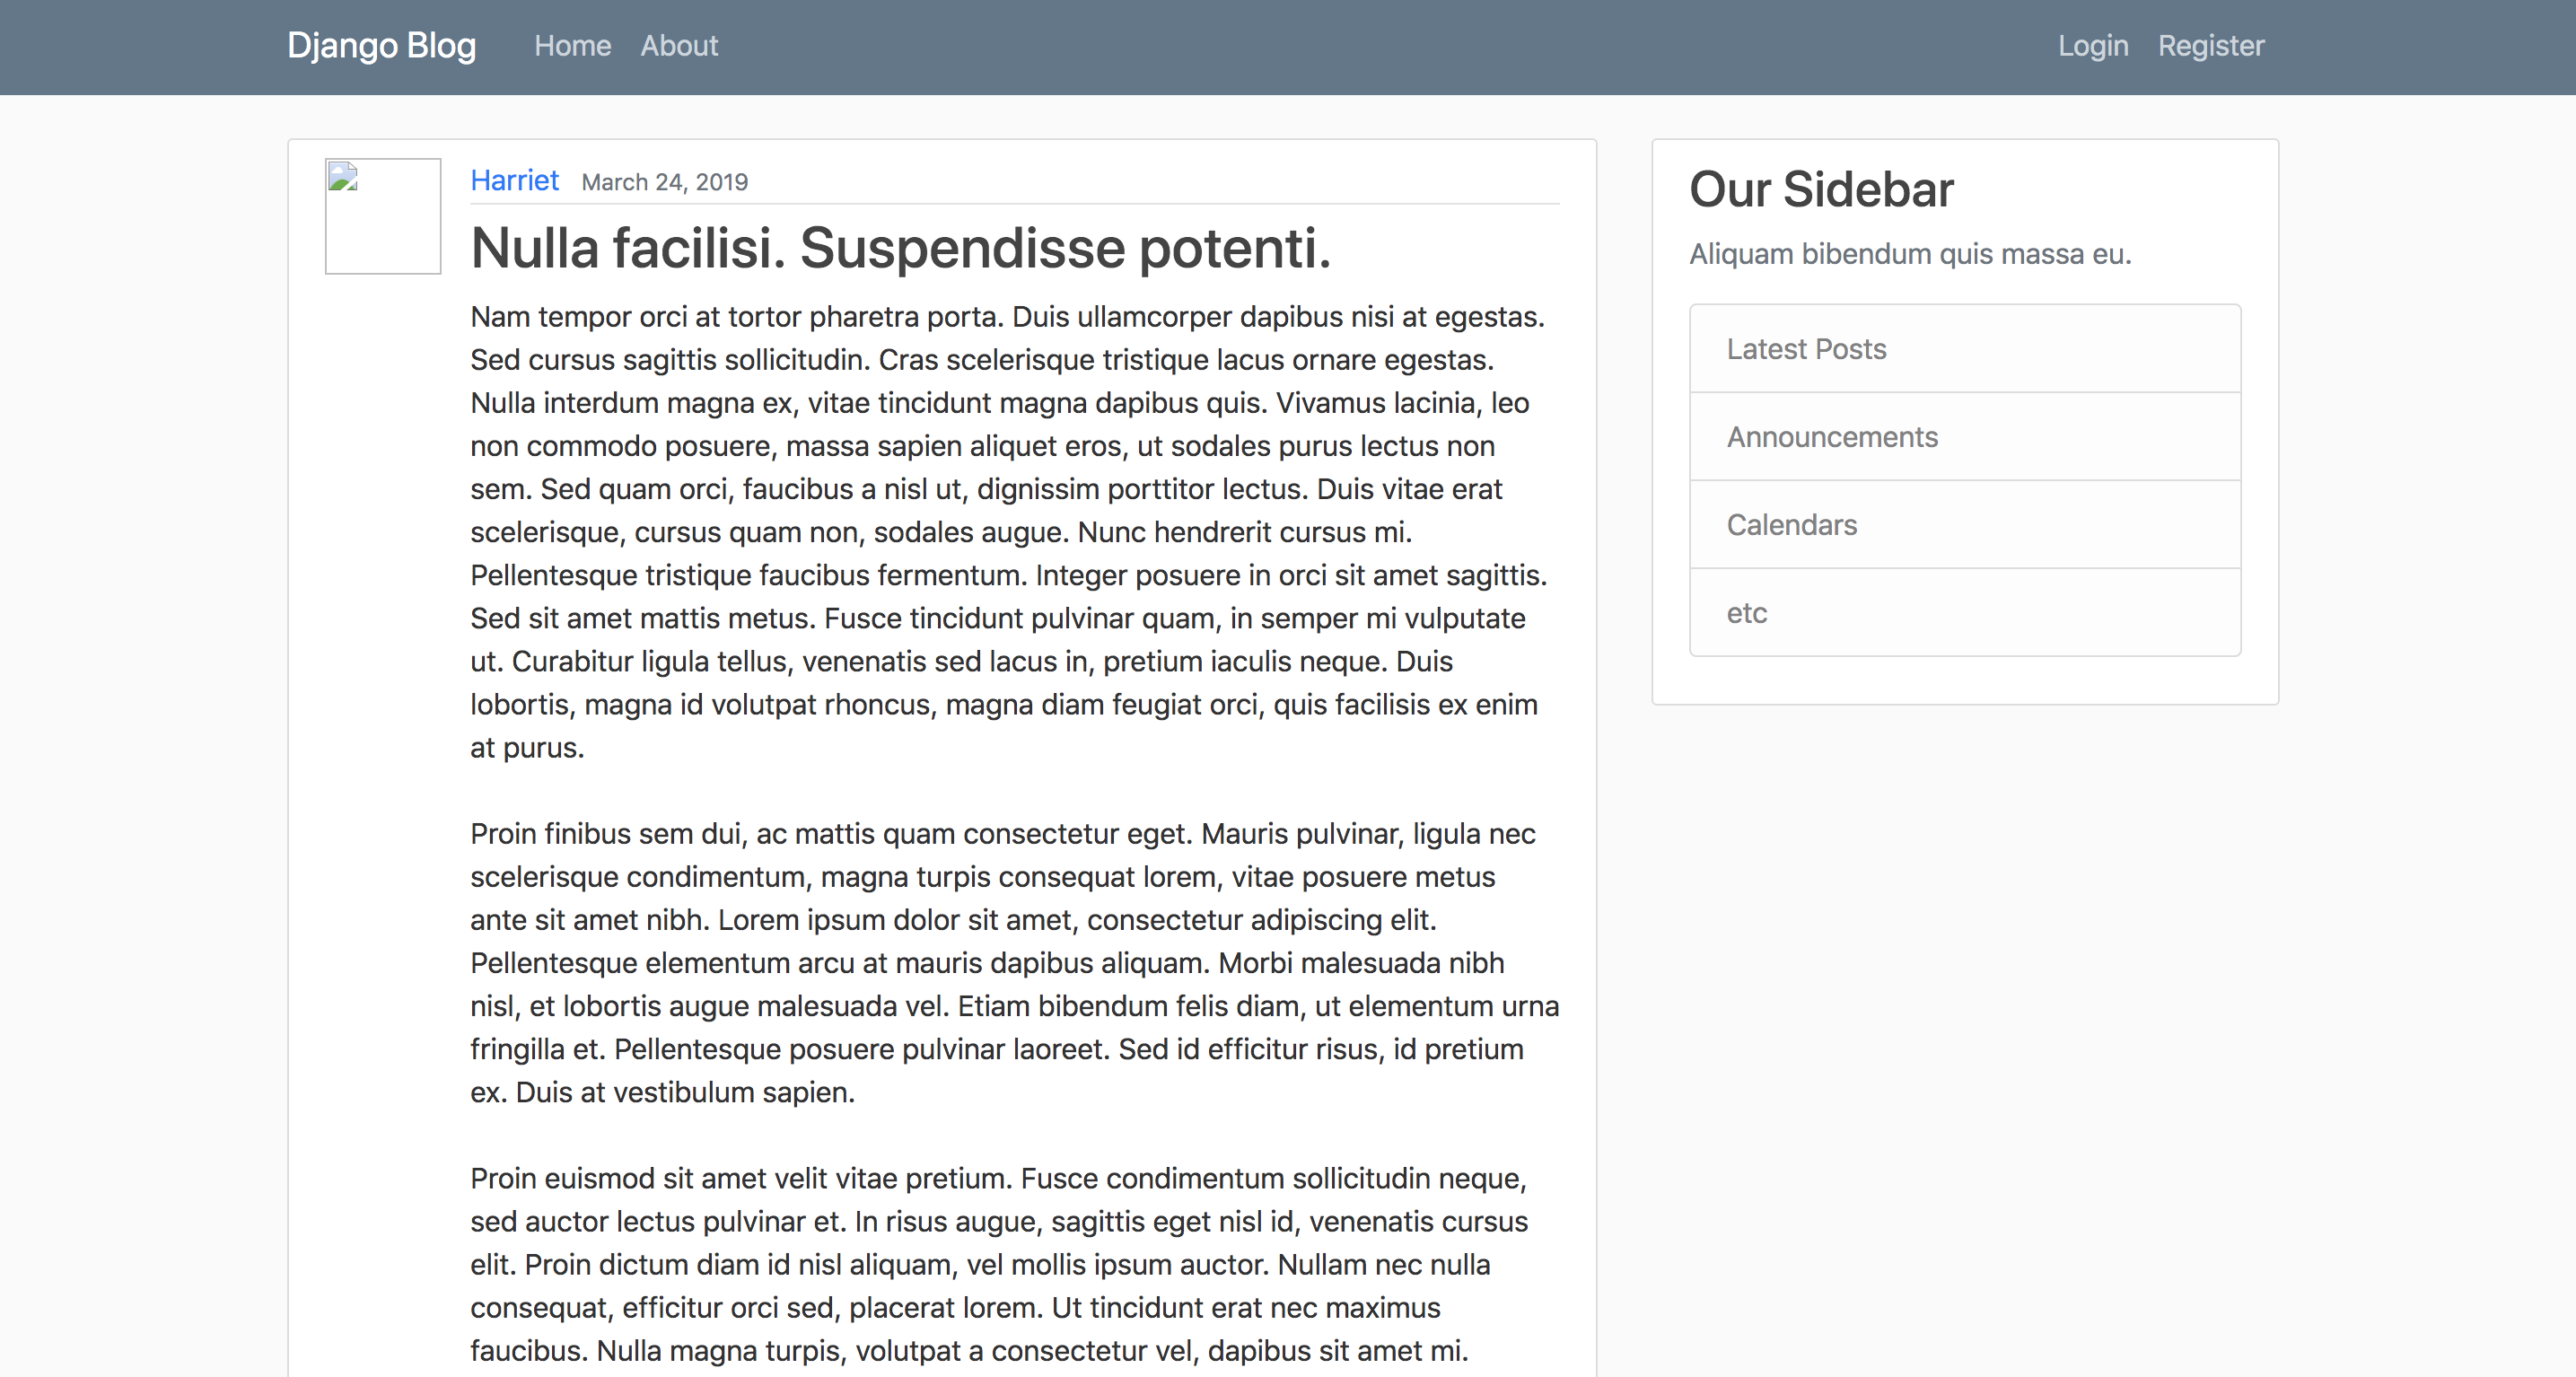 Django Blog Home About Login Register
Harriet March 24, 2019
Nulla facilisi. Suspendisse potenti.
Nam tempor orci at tortor pharetra porta. Duis ullamcorper dapibus nisi at egestas.
Sed cursus sagittis sollicitudin. Cras scelerisque tristique lacus ornare egestas.
Nulla interdum magna ex, vitae tincidunt magna dapibus quis. Vivamus lacinia, leo
non commodo posuere, massa sapien aliquet eros, ut sodales purus lectus non
sem. Sed quam orci, faucibus a nisl ut, dignissim porttitor lectus. Duis vitae erat
scelerisque, cursus quam non, sodales augue. Nunc hendrerit cursus mi.
Pellentesque tristique faucibus fermentum. Integer posuere in orci sit amet sagittis.
Sed sit amet mattis metus. Fusce tincidunt pulvinar quam, in semper mi vulputate
ut. Curabitur ligula tellus, venenatis sed lacus in, pretium iaculis neque. Duis
lobortis, magna id volutpat rhoncus, magna diam feugiat orci, quis facilisis ex enim
at purus.
Proin finibus sem dui, ac mattis quam consectetur eget. Mauris pulvinar, ligula nec
scelerisque condimentum, magna turpis consequat lorem, vitae posuere metus
ante sit amet nibh. Lorem ipsum dolor sit amet, consectetur adipiscing elit.
Pellentesque elementum arcu at mauris dapibus aliquam. Morbi malesuada nibh
nisl, et lobortis augue malesuada vel. Etiam bibendum felis diam, ut elementum urna
fringilla et. Pellentesque posuere pulvinar laoreet. Sed id efficitur risus, id pretium
ex. Duis at vestibulum sapien.
Proin euismod sit amet velit vitae pretium. Fusce condimentum sollicitudin neque,
sed auctor lectus pulvinar et. In risus augue, sagittis eget nisl id, venenatis cursus
elit. Proin dictum diam id nisl aliquam, vel mollis ipsum auctor. Nullam nec nulla
consequat, efficitur orci sed, placerat lorem. Ut tincidunt erat nec maximus
faucibus. Nulla magna turpis, volutpat a consectetur vel, dapibus sit amet mi.
Our Sidebar
Aliquam bibendum quis massa eu.
Latest Posts
Announcements
Calendars
etc